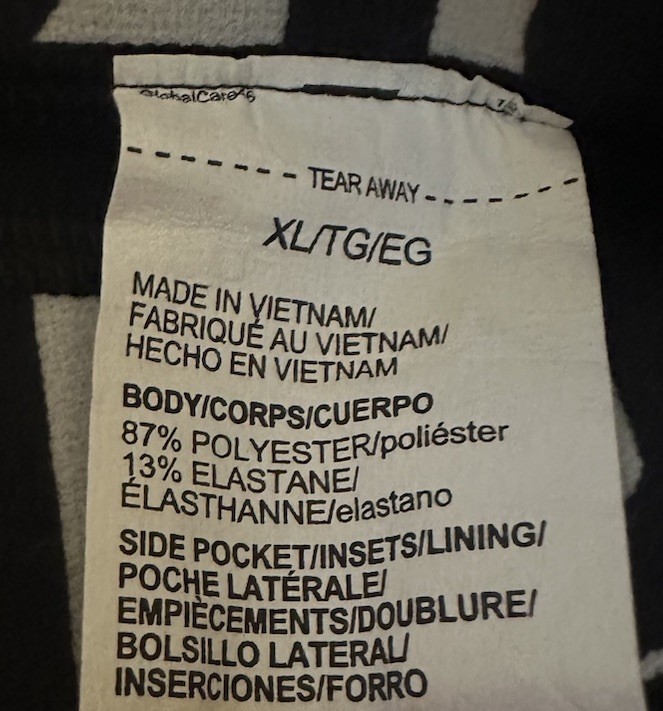 GlobalCare
TEAR AWAY
XL/TG/EG
MADE IN VIETNAM/
FABRIQUÉ AU VIETNAM/
HECHO EN VIETNAM
BODY/CORPS/CUERPO
87% POLYESTER/poliéster
13% ELASTANE/
ÉLASTHANNE/elastano
SIDE POCKET/INSETS/LINING/
POCHE LATÉRALE/
EMPIÈCEMENTS/DOUBLURE/
BOLSILLO LATERAL/
INSERCIONES/FORRO